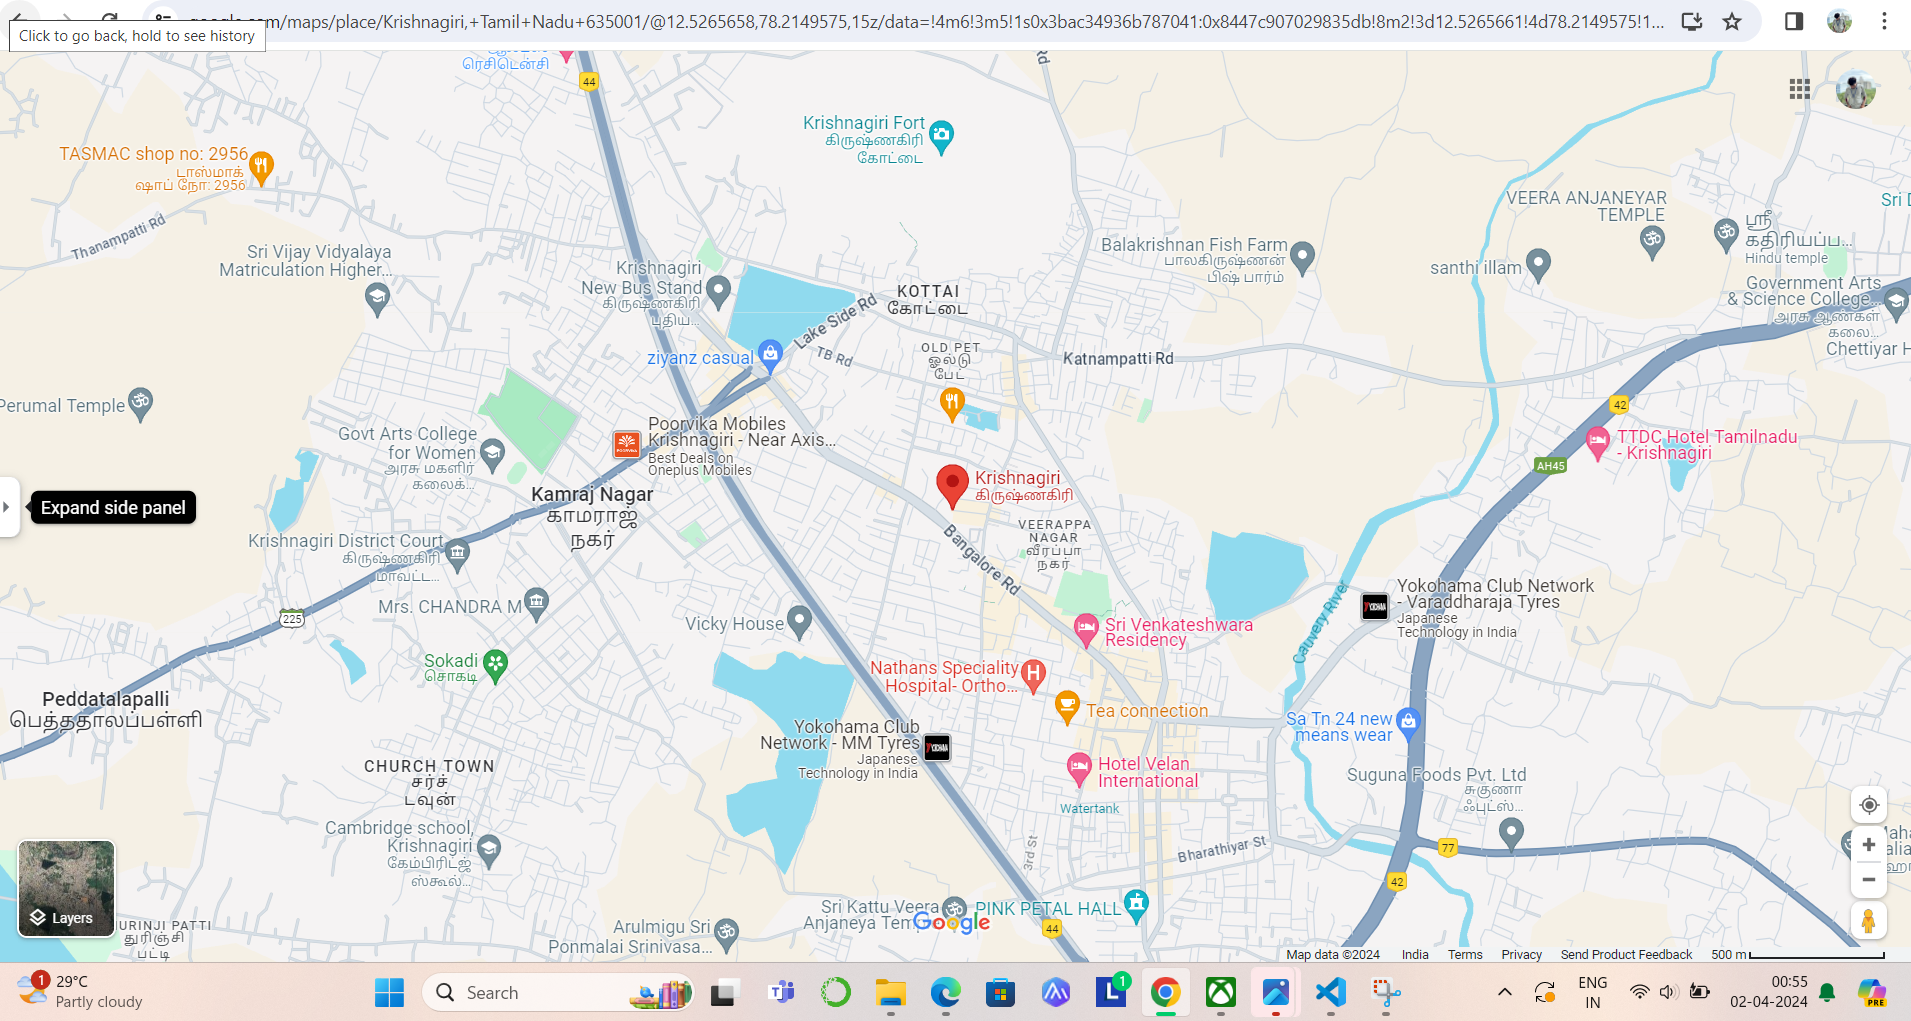 google.com/maps/place/Krishnagiri,+Tamil+Nadu+635001/@12.5265658,78.2149575,15z/data=!4m6!3m5!1s0x3bac34936b787041:0x8447c907029835db!8m2!3d12.5265661!4d78.2149575!1...
Click to go back, hold to see history
ரெசிடென்சி
44
Krishnagiri Fort
கிருஷ்ணகிரி
கோட்டை
TASMAC shop no: 2956
டாஸ்மாக்
ஷாப் நோ: 2956
Thanampatti Rd
VEERA ANJANEYAR
TEMPLE
ஸ்ரீ
கதிரியப்ப...
Hindu temple
Sri Vijay Vidyalaya
Matriculation Higher...
Krishnagiri
New Bus Stand
கிருஷ்ணகிரி
புதிய...
Balakrishnan Fish Farm
பாலகிருஷ்ணன்
பிஷ் பார்ம்
santhi illam
Government Arts
& Science College...
அரசு ஆண்கள்
கலை...
Chettiyar H
KOTTAI
கோட்டை
Lake Side Rd
TB Rd
OLD PET
ஓல்டு
பேட்
Katnampatti Rd
ziyanz casual
Perumal Temple
42
Poorvika Mobiles
Krishnagiri - Near Axis...
Best Deals on
Oneplus Mobiles
Govt Arts College
for Women
அரசு மகளிர்
கலைக்...
TTDC Hotel Tamilnadu
- Krishnagiri
AH45
Krishnagiri
கிருஷ்ணகிரி
Kamraj Nagar
காமராஜ்
நகர்
Expand side panel
VEERAPPA
NAGAR
வீரப்பா
நகர்
Bangalore Rd
Krishnagiri District Court
கிருஷ்ணகிரி
மாவட்ட...
Mrs. CHANDRA M
225
Vicky House
Cauvery River
Yokohama Club Network
- Varaddharaja Tyres
Japanese
Technology in India
Sri Venkateshwara
Residency
Sokadi
சொகடி
Nathans Speciality
Hospital- Ortho...
Peddatalapalli
பெத்ததாலப்பள்ளி
Tea connection
Sa Tn 24 new
means wear
Yokohama Club
Network - MM Tyres
Japanese
Technology in India
CHURCH TOWN
சர்ச்
டவுன்
Hotel Velan
International
Watertank
Suguna Foods Pvt. Ltd
சுகுணா
ஃபுட்ஸ்...
Cambridge school,
Krishnagiri
கேம்பிரிட்ஜ்
ஸ்கூல்...
3rd St
Bharathiyar St
77
42
Layers
URINJI PATTI
துரிஞ்சி
பட்டி
Arulmigu Sri
Ponmalai Srinivasa...
Sri Kattu Veera
Anjaneya Tem
Google
PINK PETAL HALL
44
Map data ©2024 India Terms Privacy Send Product Feedback 500 m
1
29°C
Partly cloudy
Search
1
ENG
IN
00:55
02-04-2024
PRE